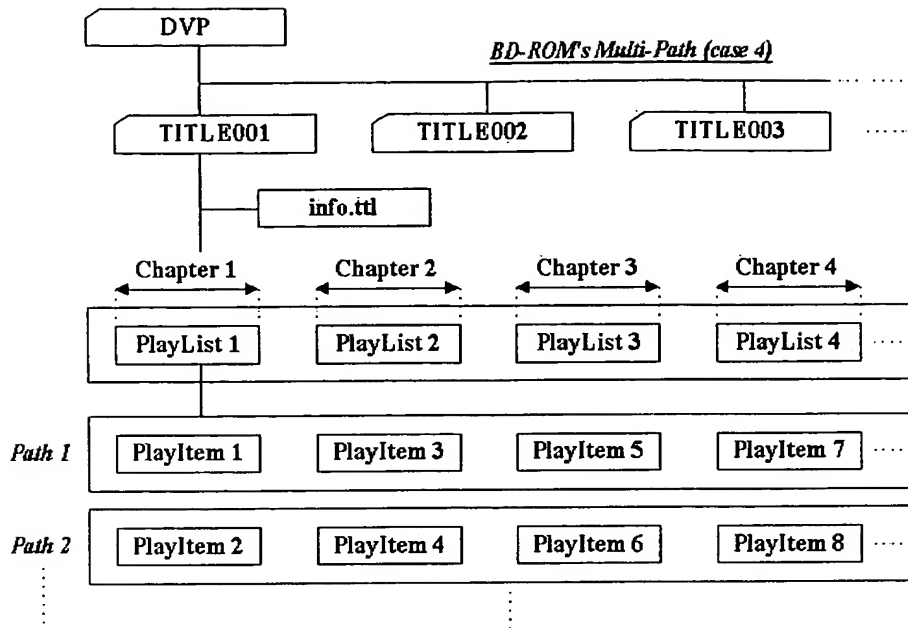 DVP
BD-ROM's Multi-Path (case 4)
TITLE001 TITLE002 TITLE003
info.ttl
Chapter 1 Chapter 2 Chapter 3 Chapter 4
PlayList 1 PlayList 2 PlayList 3 PlayList 4
Path 1 PlayItem 1 PlayItem 3 PlayItem 5 PlayItem 7
Path 2 PlayItem 2 PlayItem 4 PlayItem 6 PlayItem 8